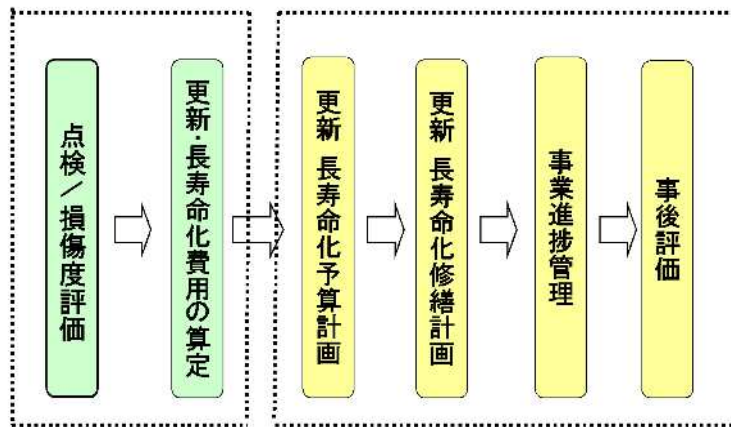 点検／損傷度評価
更新・長寿命化費用の算定
更新 長寿命化予算計画
更新 長寿命化修繕計画
事業進捗管理
事後評価